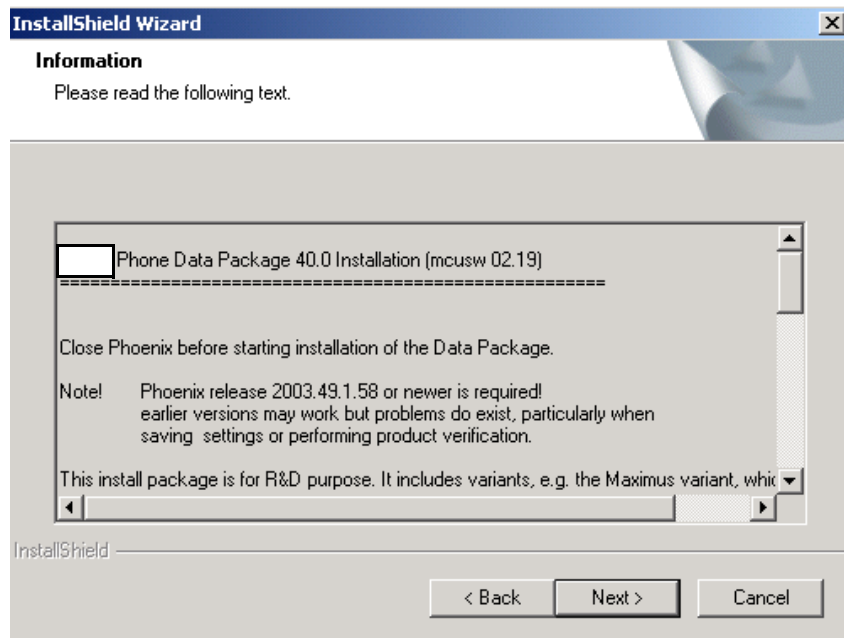 InstallShield Wizard
Information
Please read the following text.
Phone Data Package 40.0 Installation (mcusw 02.19)
======================================================
Close Phoenix before starting installation of the Data Package.
Note! Phoenix release 2003.49.1.58 or newer is required!
earlier versions may work but problems do exist, particularly when
saving settings or performing product verification.
This install package is for R&D purpose. It includes variants, e.g. the Maximus variant,
InstallShield
< Back Next > Cancel